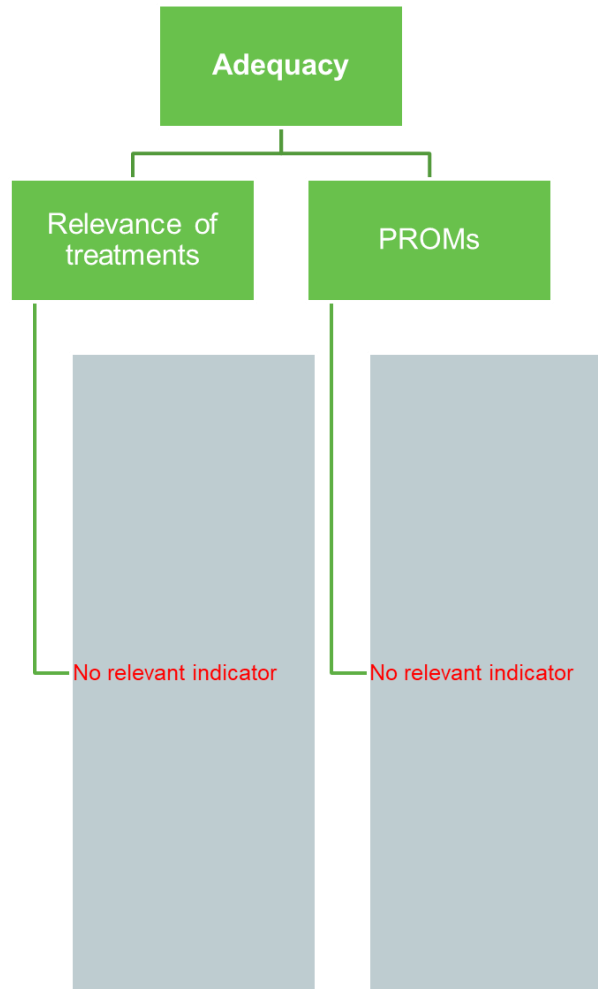 Adequacy
Relevance of
treatments
PROMs
No relevant indicator
No relevant indicator